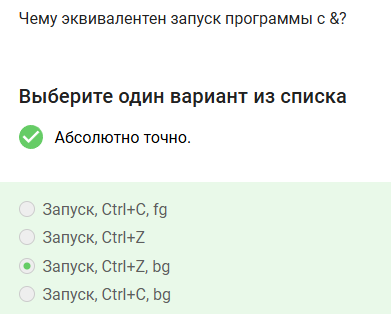 Чему эквивалентен запуск программы с &?
Выберите один вариант из списка
Абсолютно точно.
Запуск, Ctrl+C, fg
Запуск, Ctrl+Z
Запуск, Ctrl+Z, bg
Запуск, Ctrl+C, bg